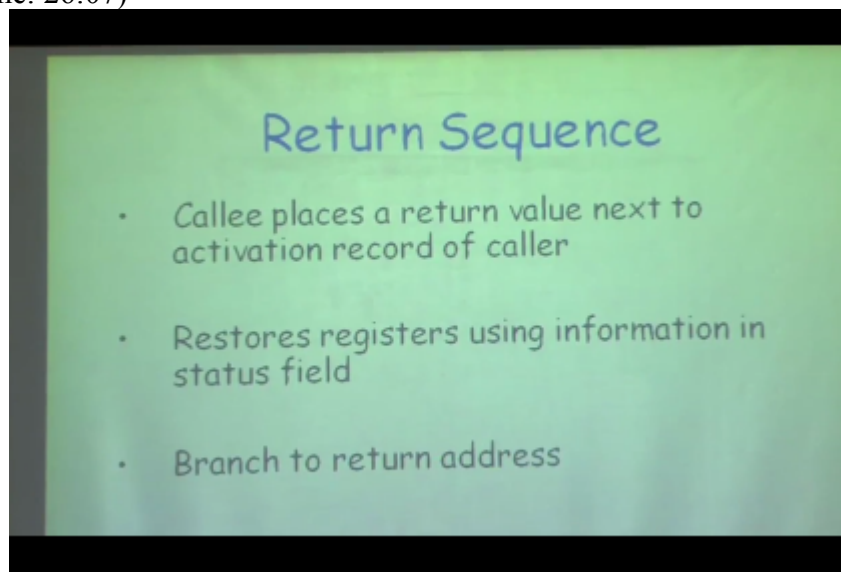 Return Sequence
• Callee places a return value next to
activation record of caller
• Restores registers using information in
status field
• Branch to return address